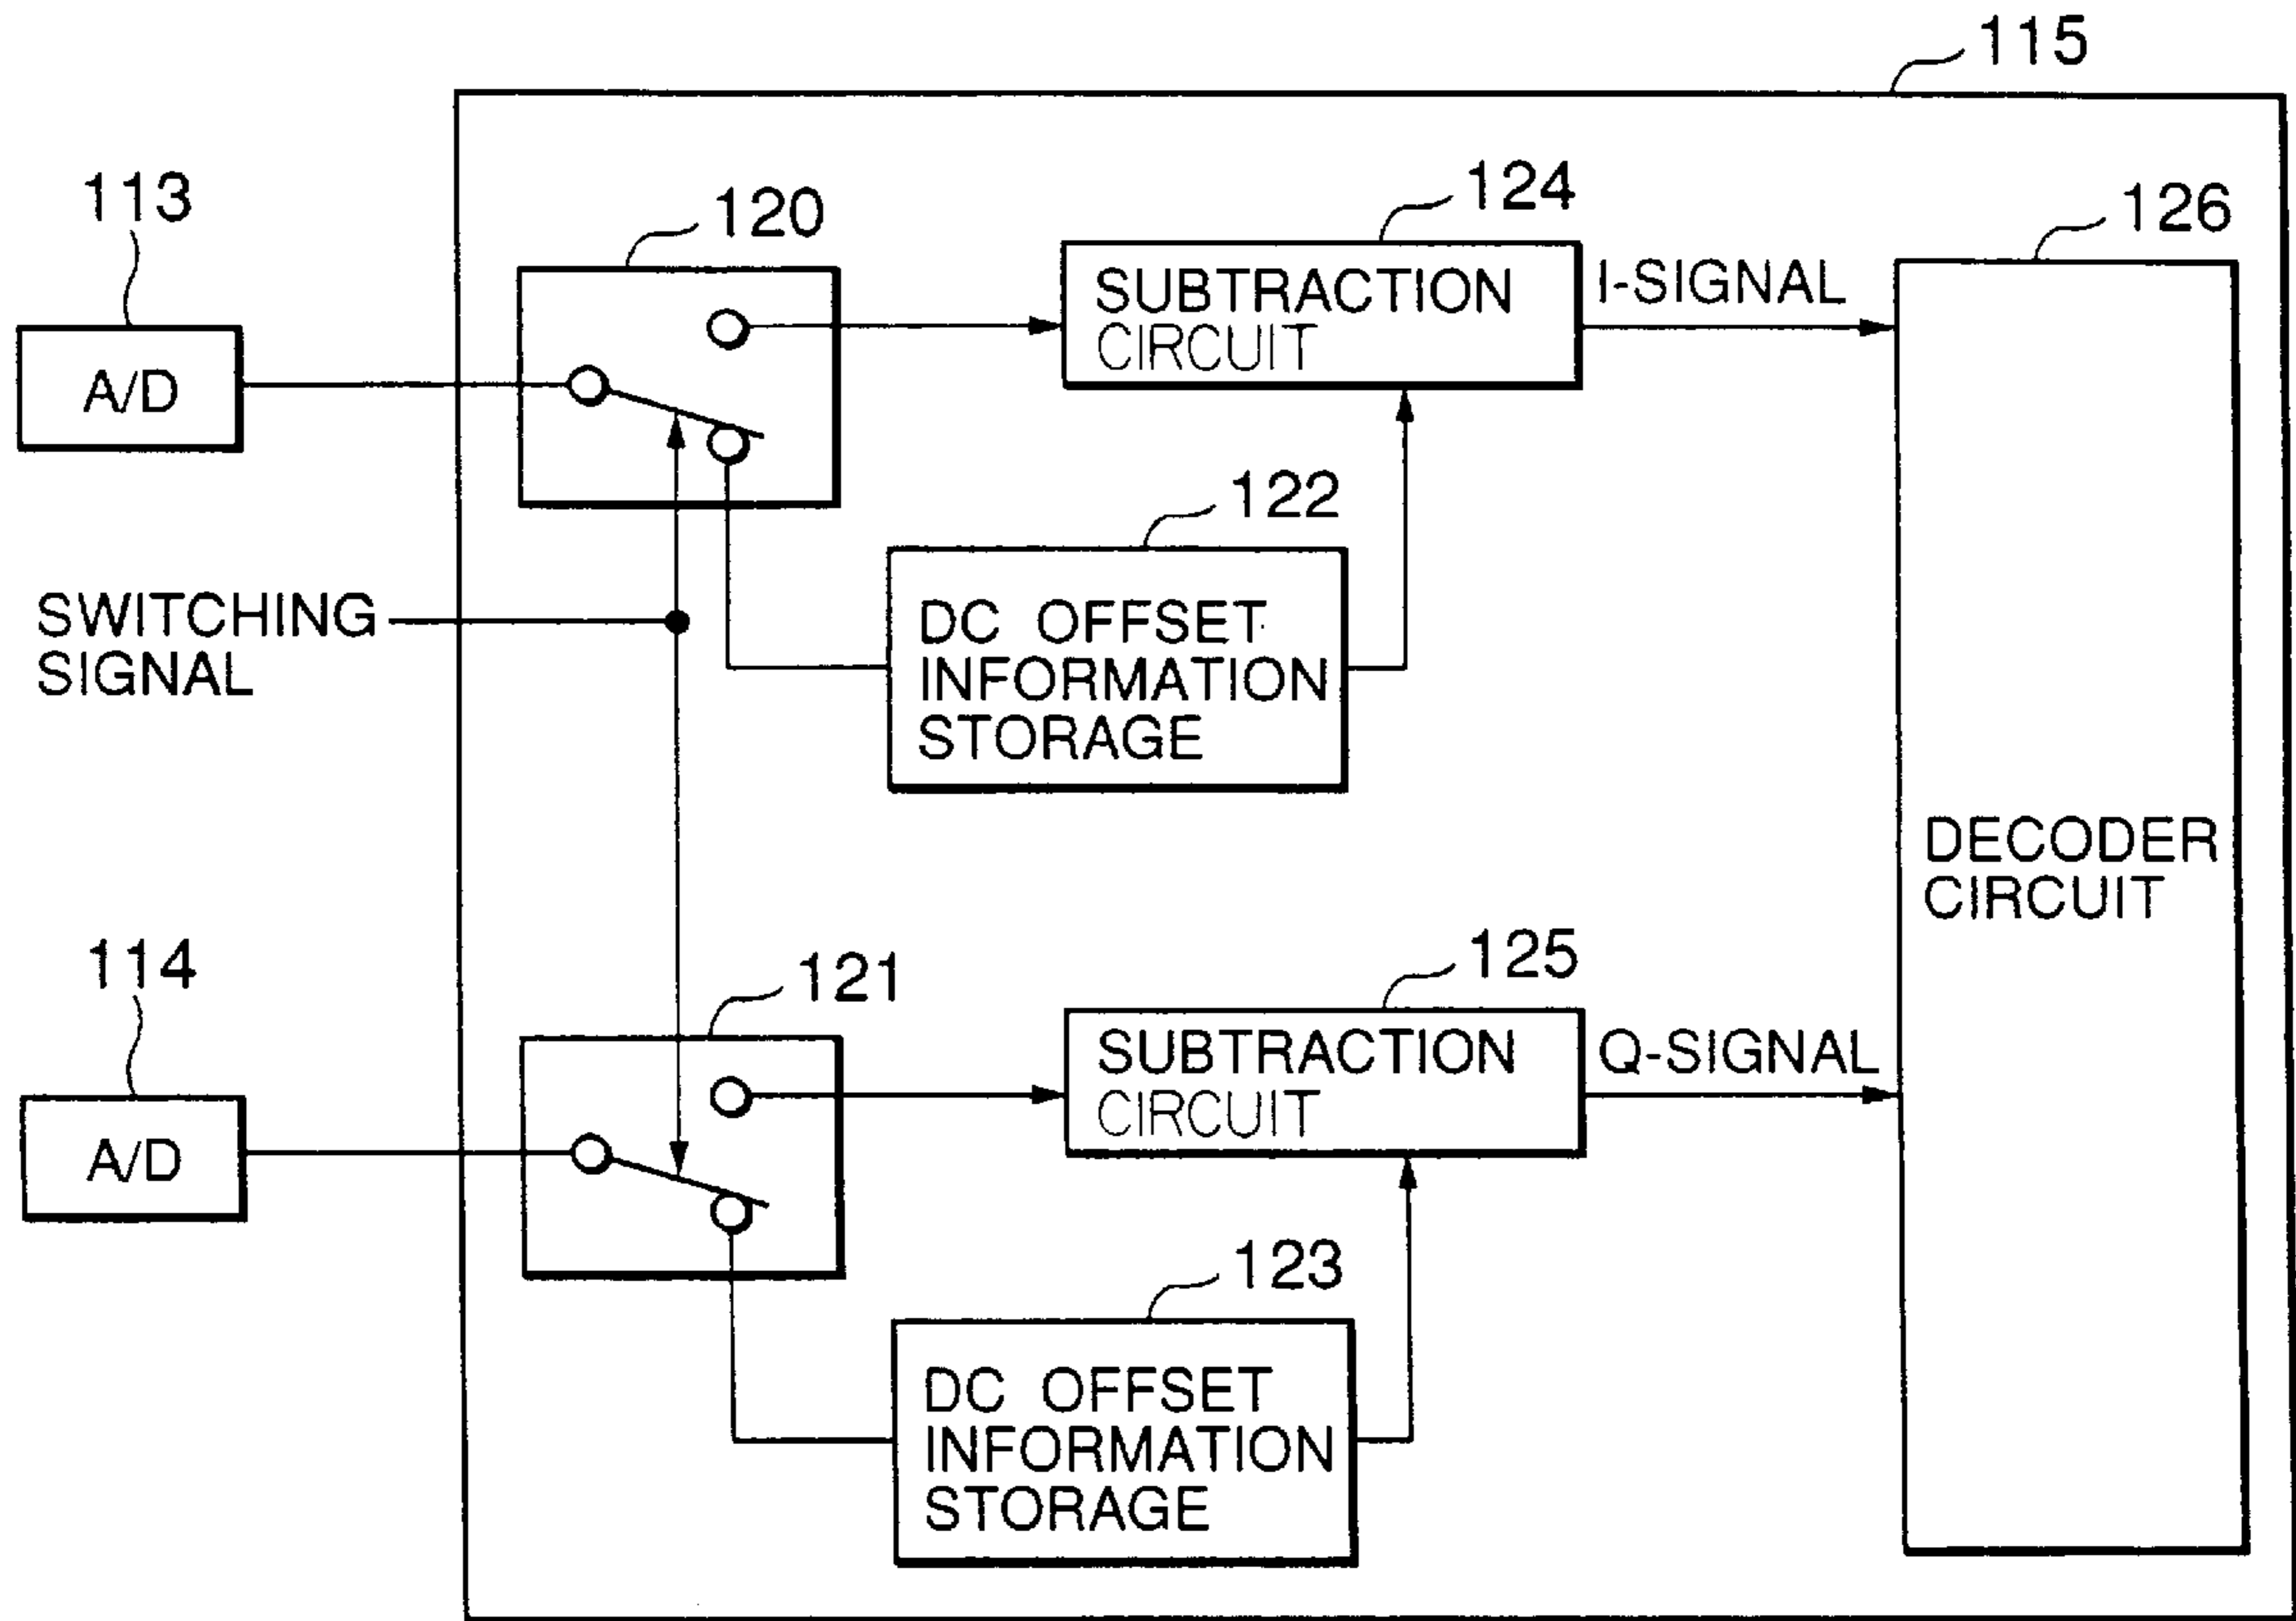 115
113
120
124
126
A/D
SUBTRACTION
CIRCUIT
I-SIGNAL
122
DC OFFSET
INFORMATION
STORAGE
SWITCHING
SIGNAL
DECODER
CIRCUIT
114
121
125
A/D
SUBTRACTION
CIRCUIT
Q-SIGNAL
123
DC OFFSET
INFORMATION
STORAGE